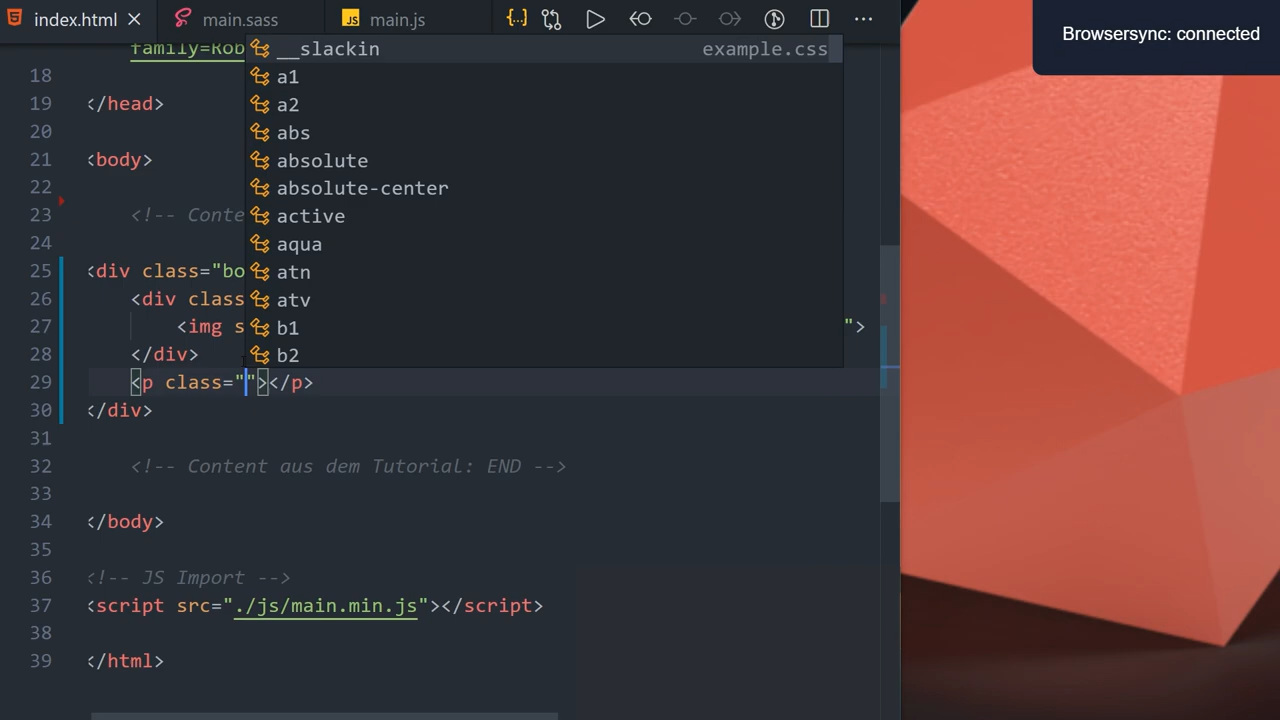 index.html
main.sass
JS main.js
Browsersync: connected
family=Rob
__slackin example.css
a1
a2
abs
absolute
absolute-center
active
aqua
atn
atv
b1
b2
18
19 </head>
20
21 <body>
22
23 <!-- Conte
24
25 <div class="bo
26 <div class
27 <img s ">
28 </div>
29 <p class=""></p>
30 </div>
31
32 <!-- Content aus dem Tutorial: END -->
33
34 </body>
35
36 <!-- JS Import -->
37 <script src="./js/main.min.js"></script>
38
39 </html>